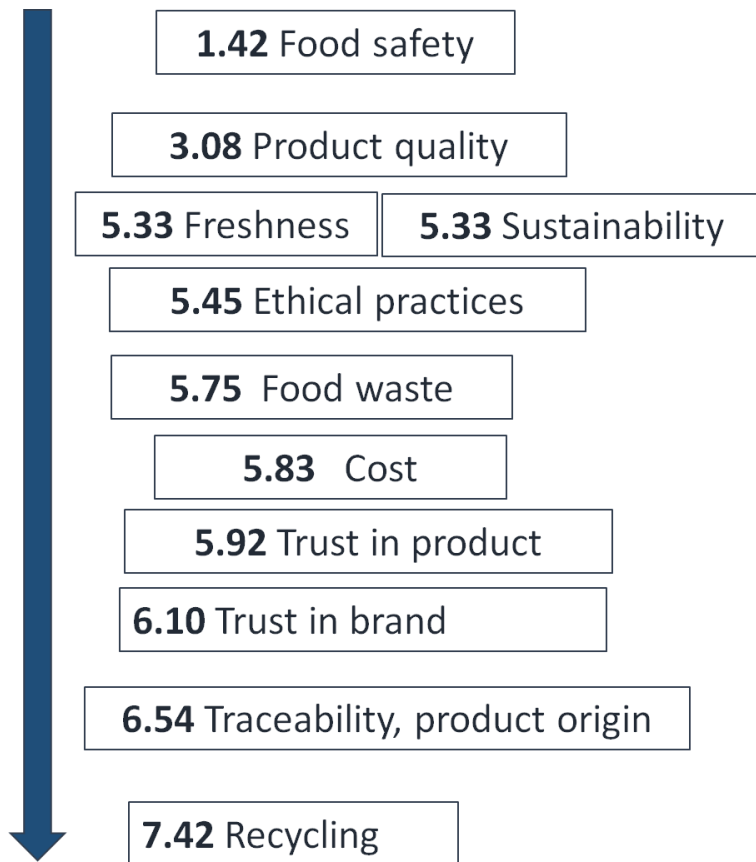 1.42 Food safety
3.08 Product quality
5.33 Freshness
5.33 Sustainability
5.45 Ethical practices
5.75 Food waste
5.83 Cost
5.92 Trust in product
6.10 Trust in brand
6.54 Traceability, product origin
7.42 Recycling